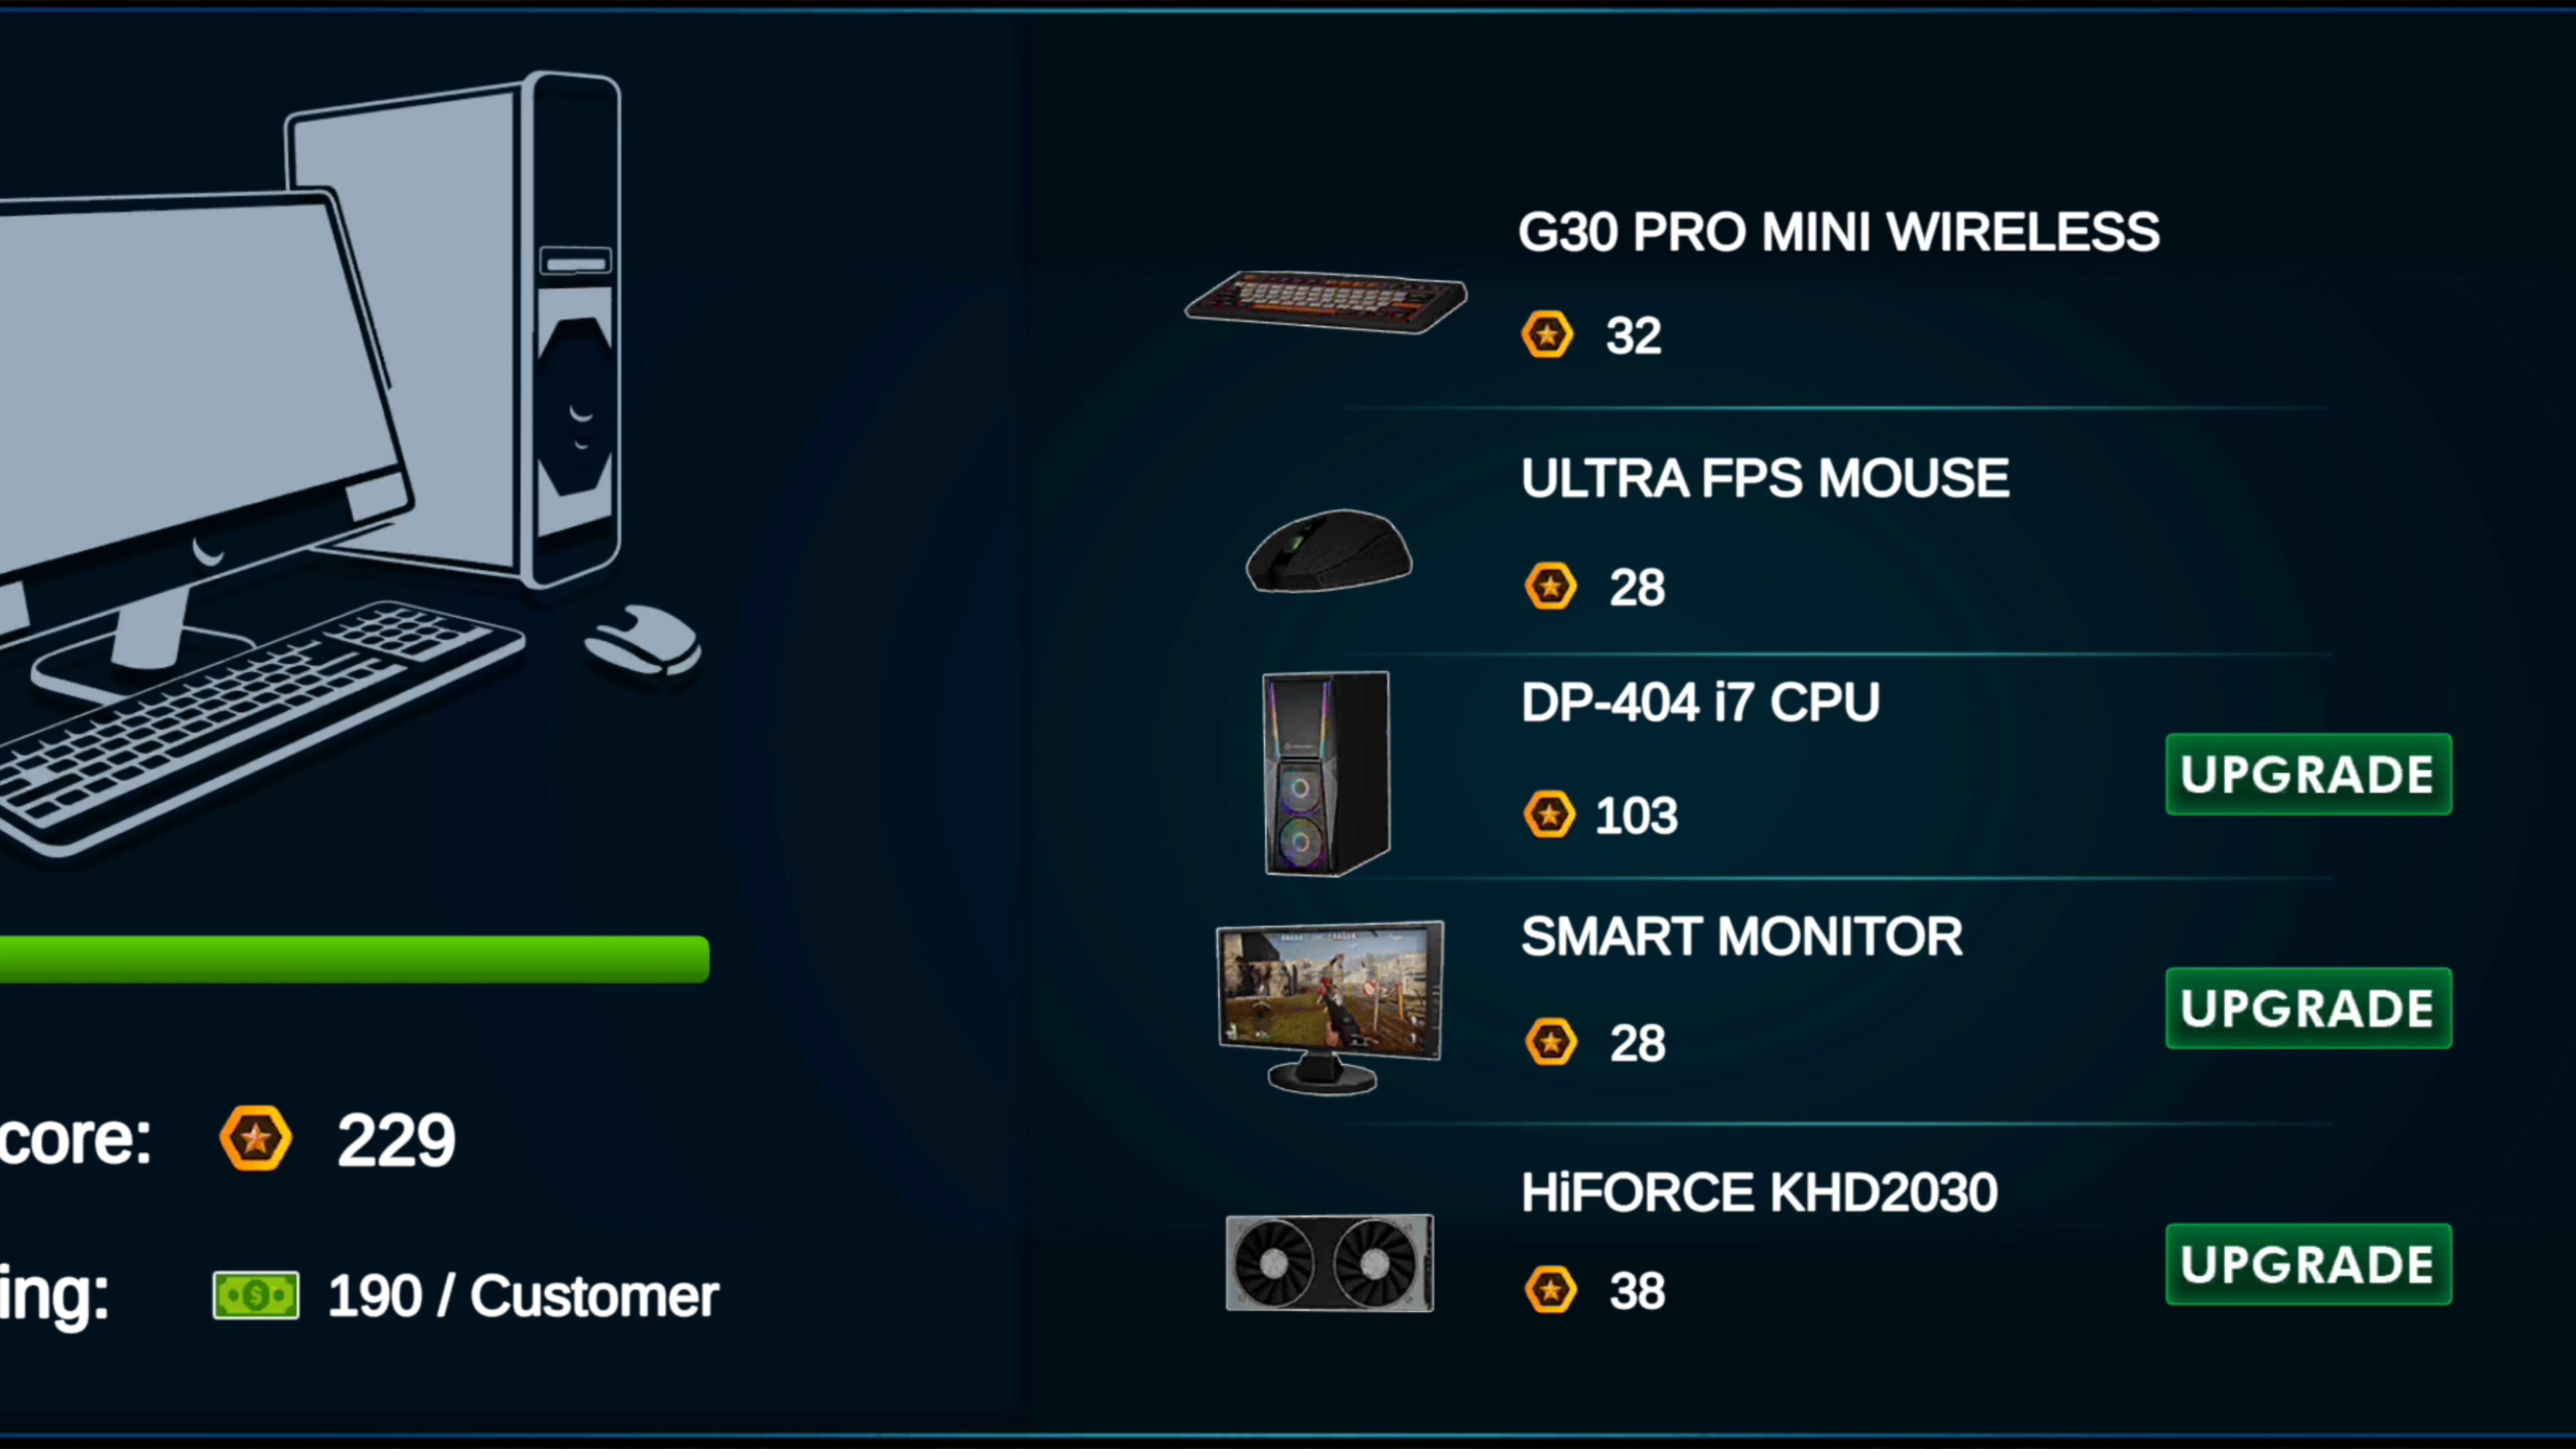 G30 PRO MINI WIRELESS
32
ULTRA FPS MOUSE
28
DP-404 i7 CPU
103
UPGRADE
SMART MONITOR
28
UPGRADE
HiFORCE KHD2030
38
UPGRADE
core: 229
ing: 190 / Customer